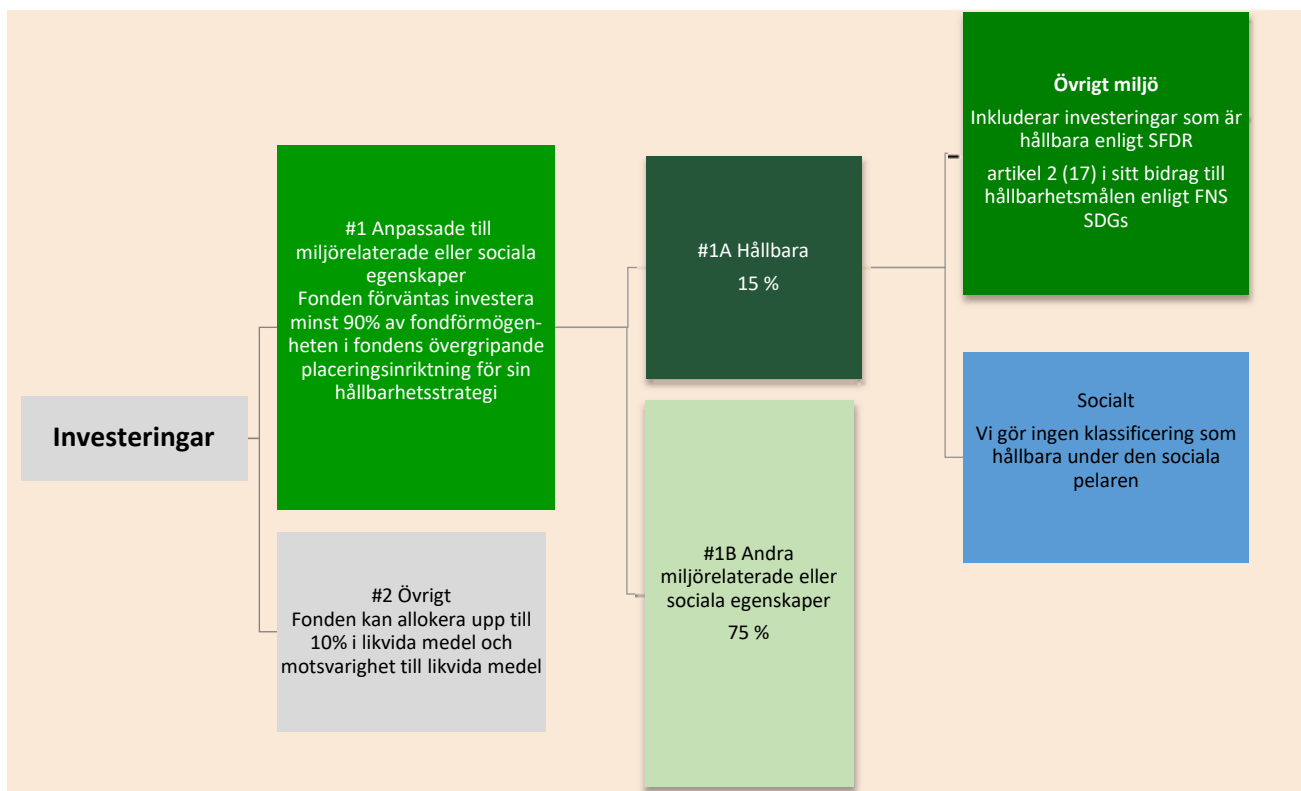 Investeringar
#1 Anpassade till
miljörelaterade eller sociala
egenskaper
Fonden förväntas investera
minst 90% av fondförmögen-
heten i fondens övergripande
placeringsinriktning för sin
hållbarhetsstrategi
#2 Övrigt
Fonden kan allokera upp till
10% i likvida medel och
motsvarighet till likvida medel
#1A Hållbara
15 %
#1B Andra
miljörelaterade eller
sociala egenskaper
75 %
Övrigt miljö
Inkluderar investeringar som är
hållbara enligt SFDR
artikel 2 (17) i sitt bidrag till
hållbarhetsmålen enligt FNS
SDGs
Socialt
Vi gör ingen klassificering som
hållbara under den sociala
pelaren